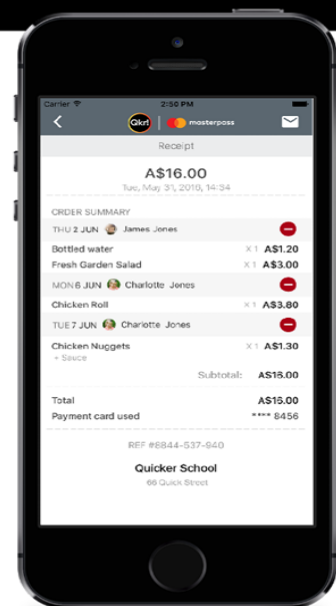 Carrier 2:50 PM
Qkr! masterpass
Receipt
A$16.00
Tue, May 31, 2016, 14:34
ORDER SUMMARY
THU 2 JUN James Jones
Bottled water ×1 A$1.20
Fresh Garden Salad ×1 A$3.00
MON 6 JUN Charlotte Jones
Chicken Roll ×1 A$3.80
TUE 7 JUN Charlotte Jones
Chicken Nuggets ×1 A$1.30
+ Sauce
Subtotal: A$16.00
Total A$16.00
Payment card used **** 8456
REF #8844-537-940
Quicker School
66 Quick Street